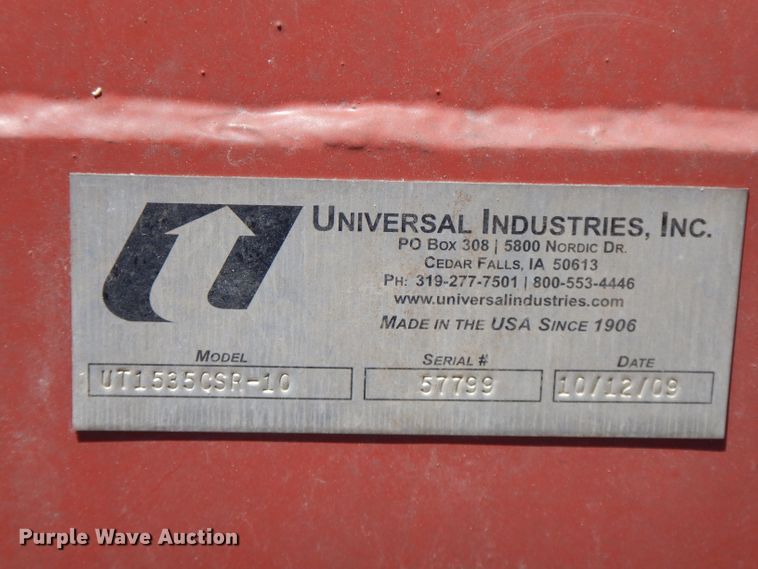 UNIVERSAL INDUSTRIES, INC.
PO BOX 308 | 5800 NORDIC DR.
CEDAR FALLS, IA 50613
PH: 319-277-7501 | 800-553-4446
www.universalindustries.com
MADE IN THE USA SINCE 1906
MODEL SERIAL # DATE
UT1535CSR-10 57799 10/12/09
Purple Wave Auction